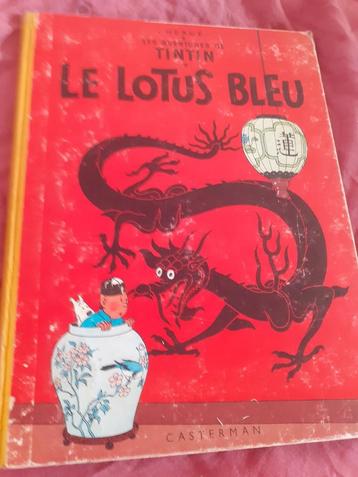 HERGÉ
LES AVENTURES DE
TINTIN
LE LOTUS BLEU
蓮
CASTERMAN